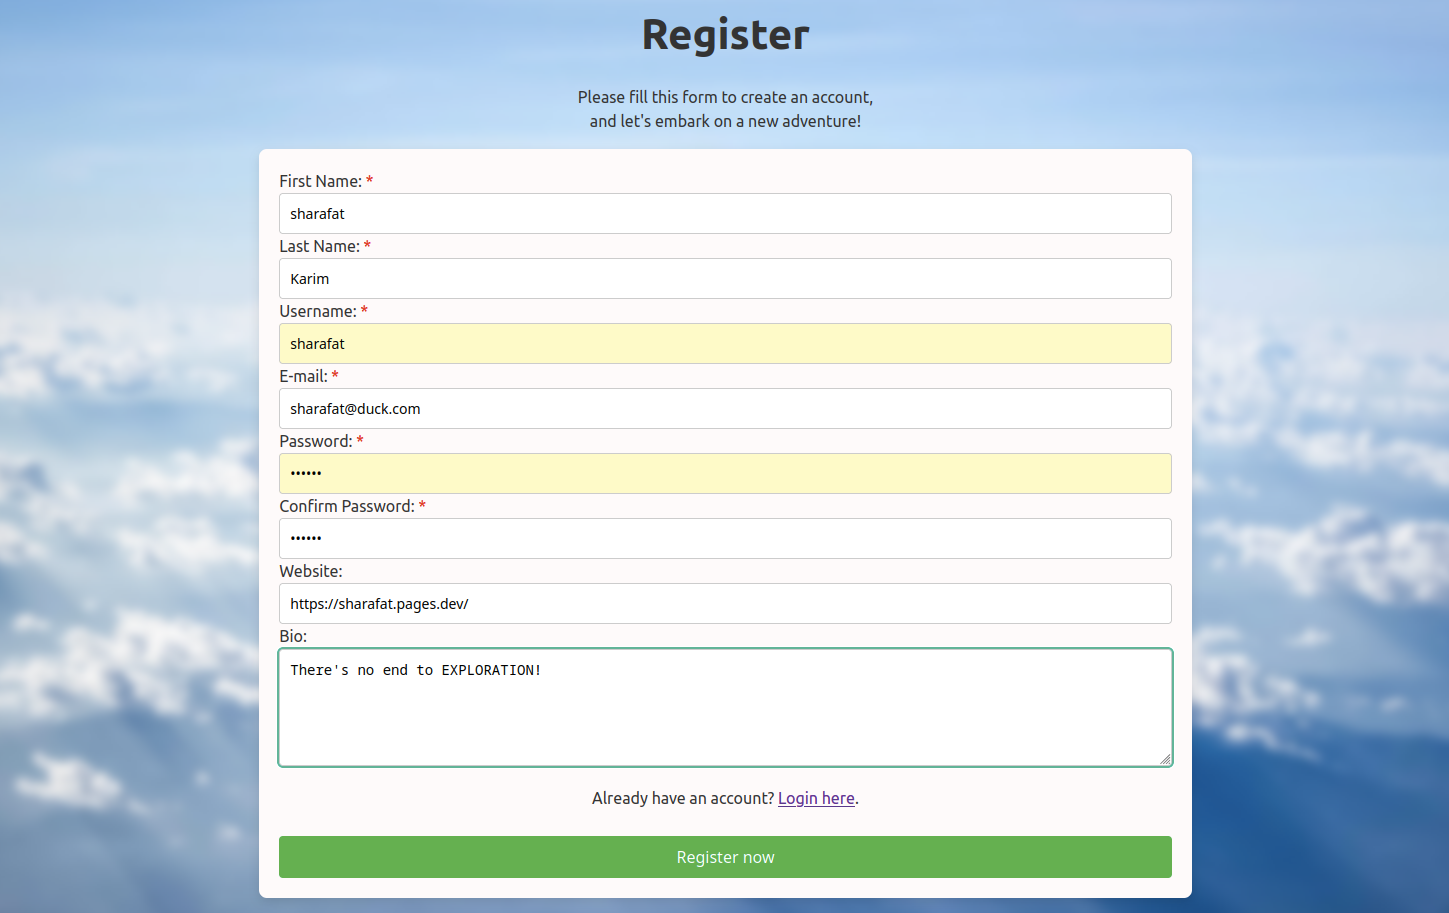 Register
Please fill this form to create an account,
and let's embark on a new adventure!
First Name: *
sharafat
Last Name: *
Karim
Username: *
sharafat
E-mail: *
sharafat@duck.com
Password: *
••••••
Confirm Password: *
••••••
Website:
https://sharafat.pages.dev/
Bio:
There's no end to EXPLORATION!
Already have an account? Login here.
Register now